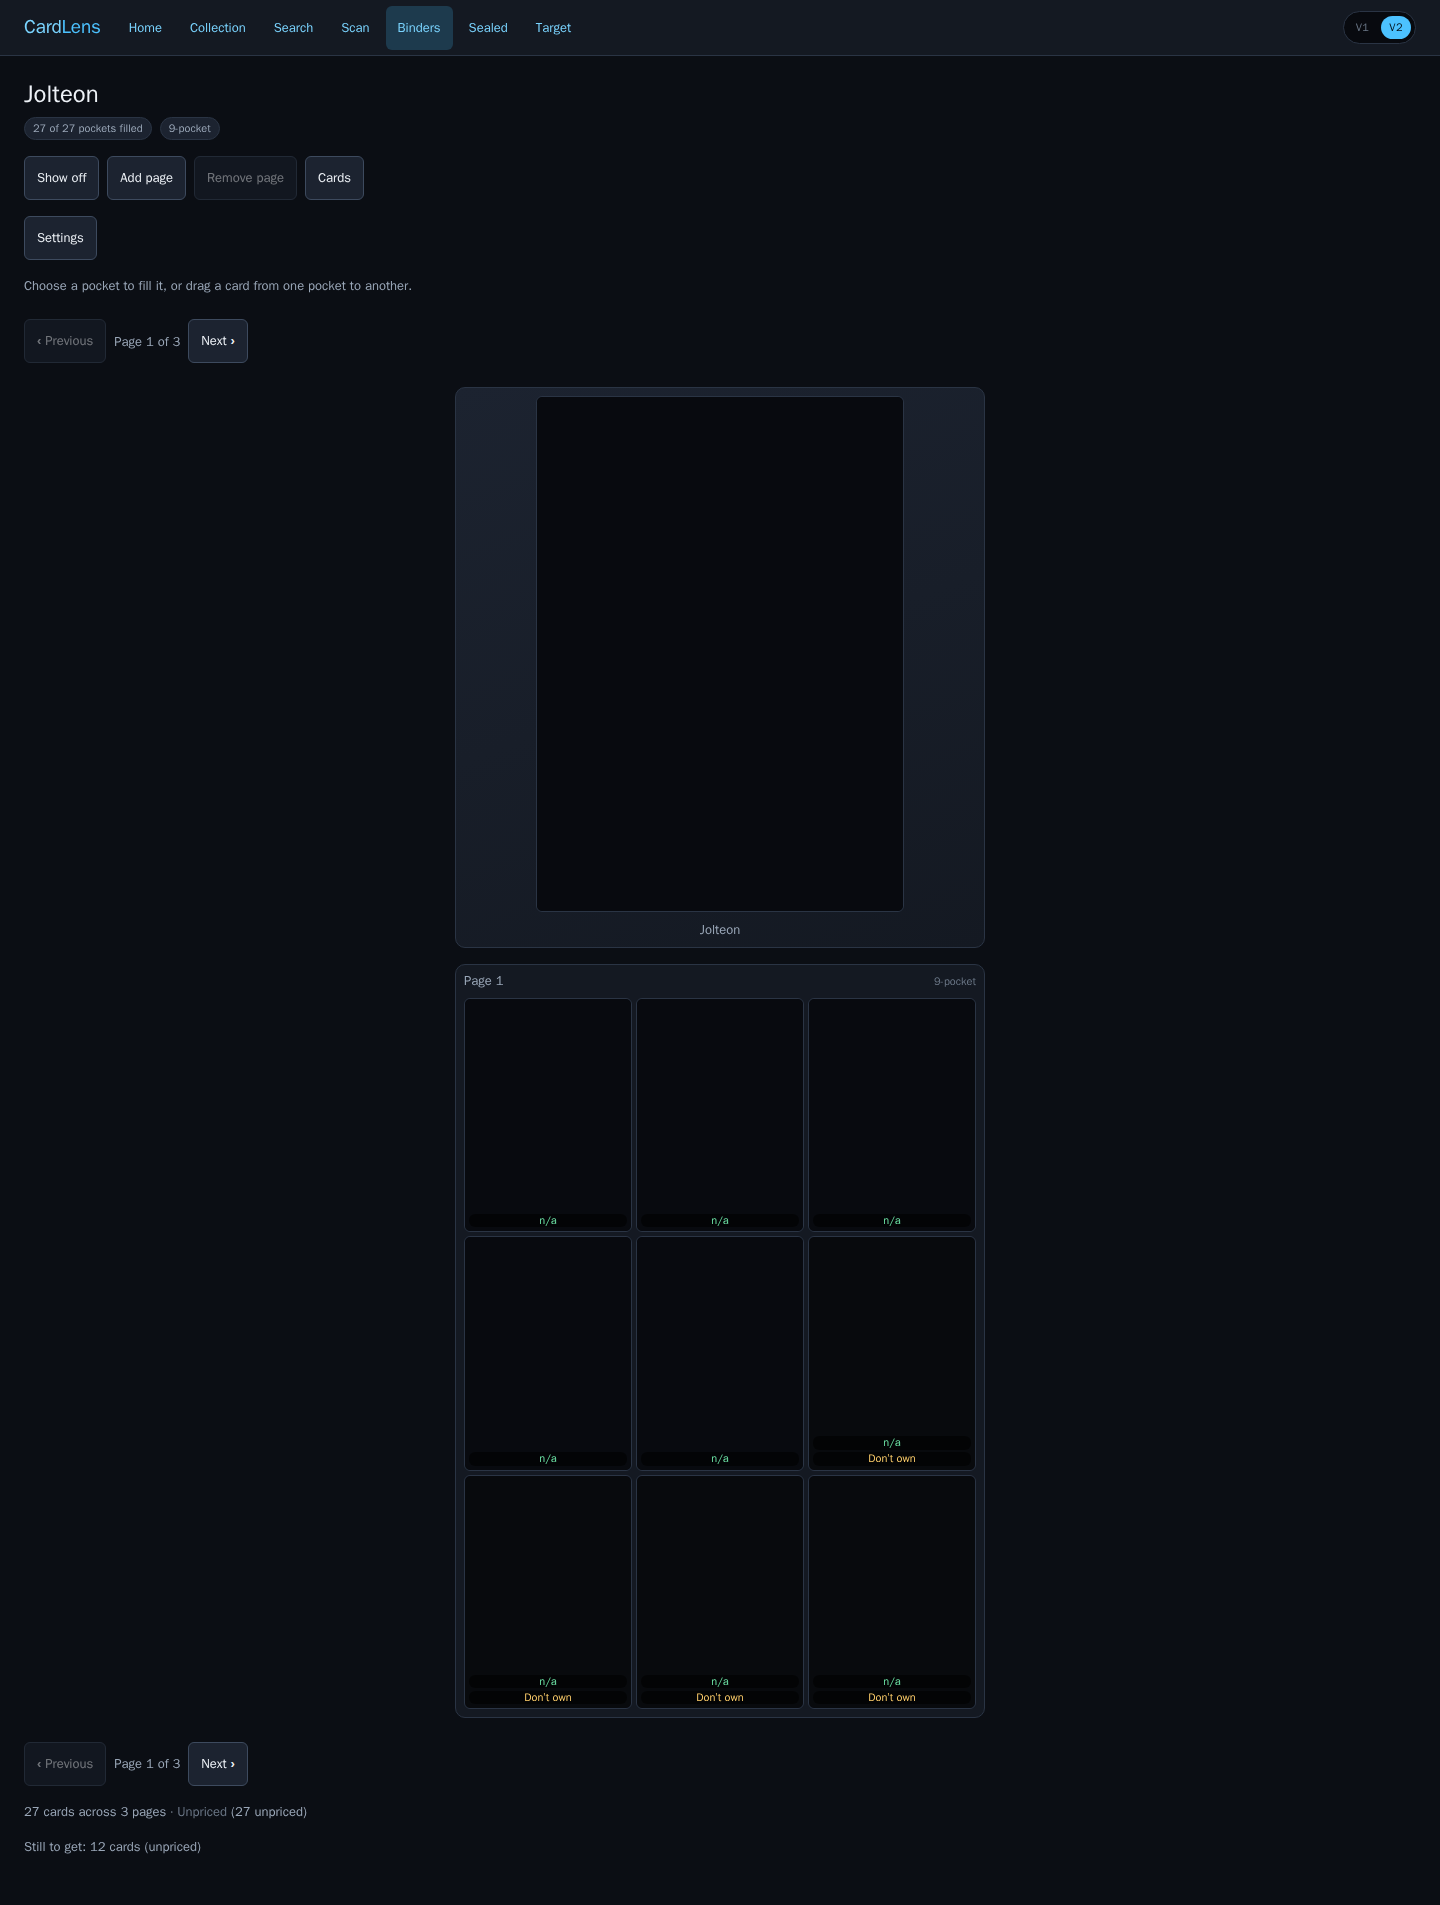 CardLens Home Collection Search Scan Binders Sealed Target V1 V2
Jolteon
27 of 27 pockets filled 9-pocket
Show off Add page Remove page Cards
Settings
Choose a pocket to fill it, or drag a card from one pocket to another.
‹ Previous Page 1 of 3 Next ›
Jolteon
Page 1 9-pocket
n/a n/a n/a
n/a n/a n/a
Don't own
n/a n/a n/a
Don't own Don't own Don't own
‹ Previous Page 1 of 3 Next ›
27 cards across 3 pages · Unpriced (27 unpriced)
Still to get: 12 cards (unpriced)